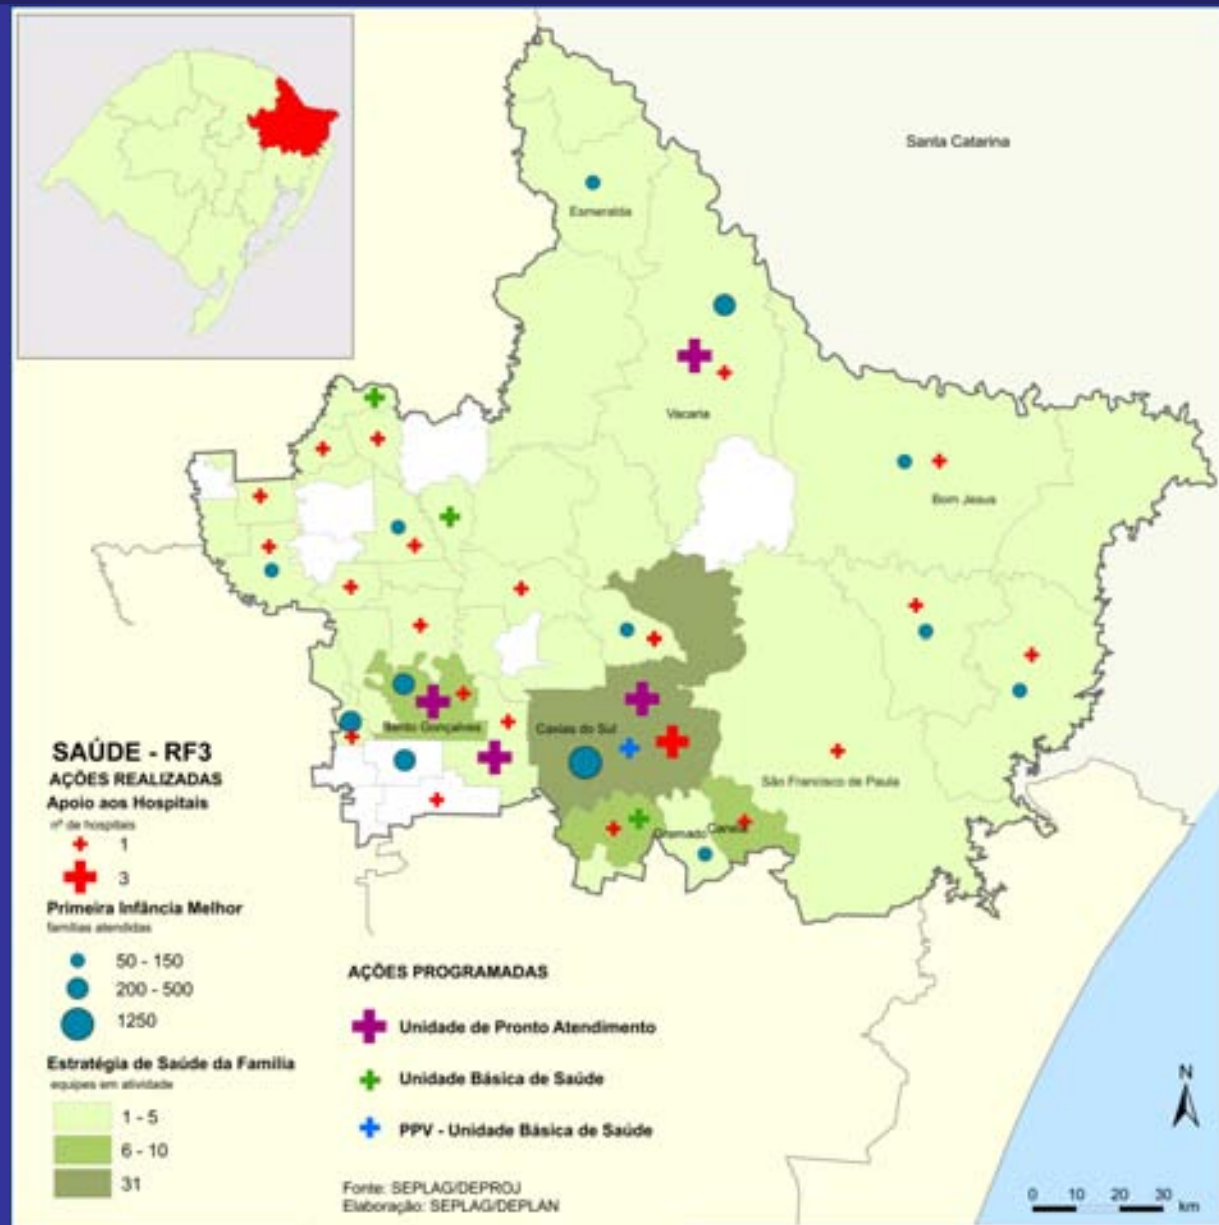 Santa Catarina
Esmeralda
Vacaria
Bom Jesus
Bento Gonçalves
Caxias do Sul
São Francisco de Paula
Gramado
Canela
SAÚDE - RF3
AÇÕES REALIZADAS
Apoio aos Hospitais
nº de hospitais
1
3
Primeira Infância Melhor
famílias atendidas
50 - 150
200 - 500
1250
Estratégia de Saúde da Família
equipes em atividade
1 - 5
6 - 10
31
AÇÕES PROGRAMADAS
Unidade de Pronto Atendimento
Unidade Básica de Saúde
PPV - Unidade Básica de Saúde
Fonte: SEPLAG/DEPROJ
Elaboração: SEPLAG/DEPLAN
N
0 10 20 30
km